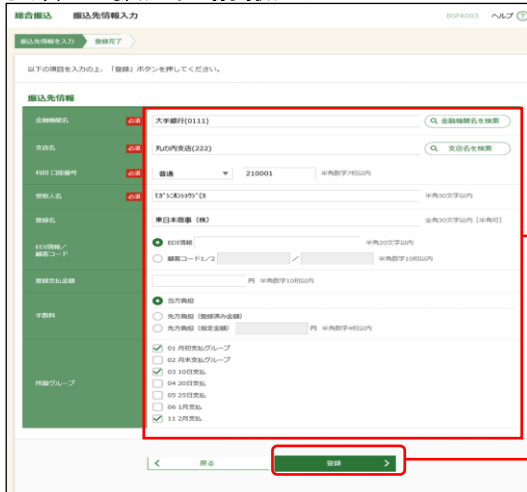 総合振込 振込先情報入力 BSFK003 ヘルプ ?
振込先情報を入力 登録完了
以下の項目を入力の上、「登録」ボタンを押してください。
振込先情報
金融機関名 必須 大手銀行(0111) 金融機関名を検索
支店名 必須 丸の内支店(222) 支店名を検索
科目 口座番号 必須 普通 210001 半角数字7桁以内
受取人名 必須 半角30文字以内
登録名 東日本商事(株) 全角30文字以内 [半角可]
EDI情報/ EDI情報 半角20文字以内
顧客コード 顧客コード1/2 / 半角数字10桁以内
登録支払金額 円 半角数字10桁以内
当方負担
手数料 先方負担(登録済み金額)
先方負担(指定金額) 円 半角数字4桁以内
01 月初支払グループ
02 月末支払グループ
03 10日支払
所属グループ 04 20日支払
05 25日支払
06 1月支払
11 2月支払
戻る 登録